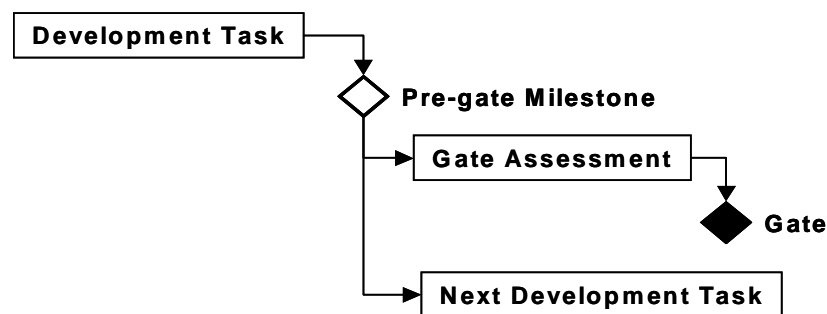 Development Task
Pre-gate Milestone
Gate Assessment
Gate
Next Development Task